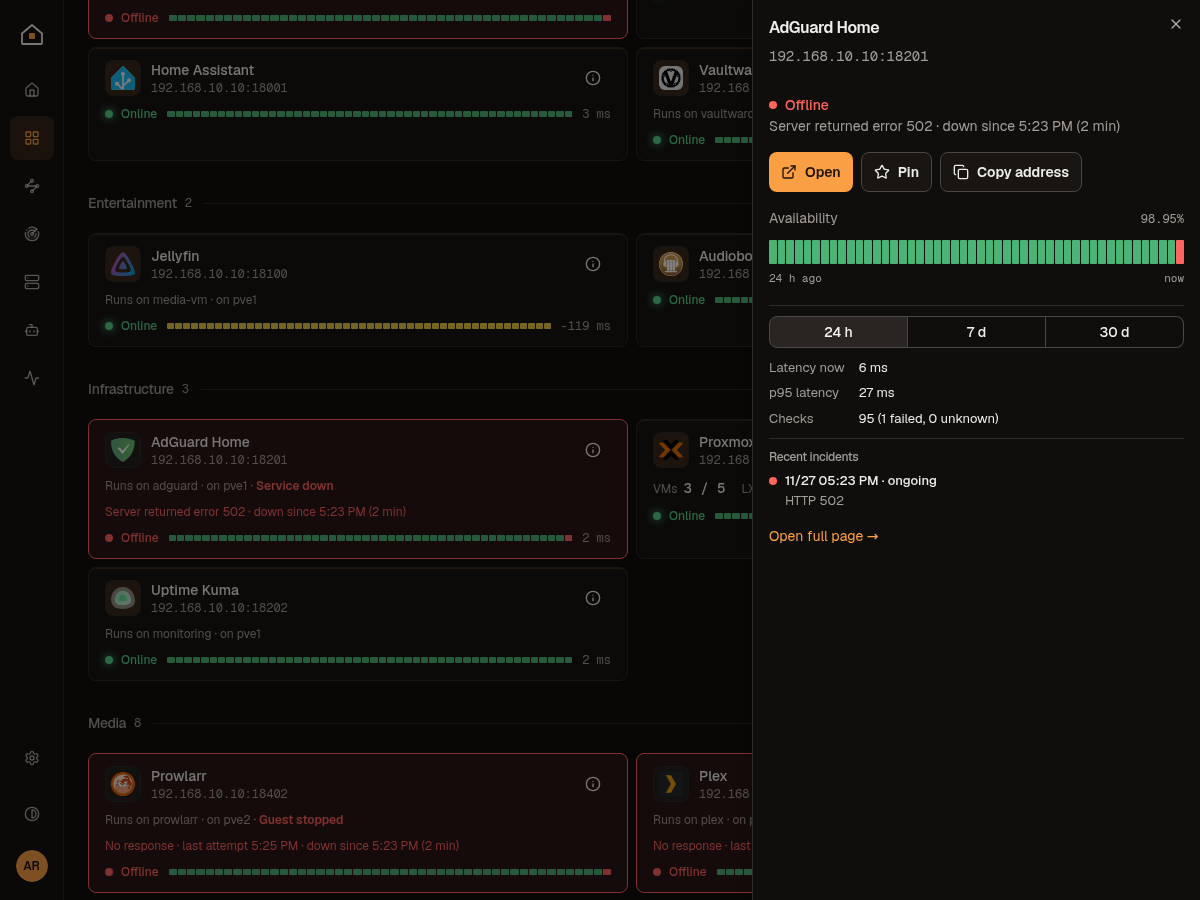 Offline
Home Assistant
192.168.10.10:18001
Online 3 ms
192.168
Online
Entertainment 2
Jellyfin
192.168.10.10:18100
Runs on media-vm · on pve1
Online -119 ms
192.168
Online
Infrastructure 3
AdGuard Home
192.168.10.10:18201
Runs on adguard · on pve1 · Service down
Server returned error 502 · down since 5:23 PM (2 min)
Offline 2 ms
192.168
VMs 3 / 5
Online
Uptime Kuma
192.168.10.10:18202
Runs on monitoring · on pve1
Online 2 ms
Media 8
Prowlarr
192.168.10.10:18402
Runs on prowlarr · on pve2 · Guest stopped
No response · last attempt 5:25 PM · down since 5:23 PM (2 min)
Offline
Plex
192.168
Runs on plex · on
No response · last
Offline
AR
AdGuard Home
192.168.10.10:18201
Offline
Server returned error 502 · down since 5:23 PM (2 min)
Open Pin Copy address
Availability 98.95%
24 h ago now
24 h 7 d 30 d
Latency now 6 ms
p95 latency 27 ms
Checks 95 (1 failed, 0 unknown)
Recent incidents
11/27 05:23 PM · ongoing
HTTP 502
Open full page →